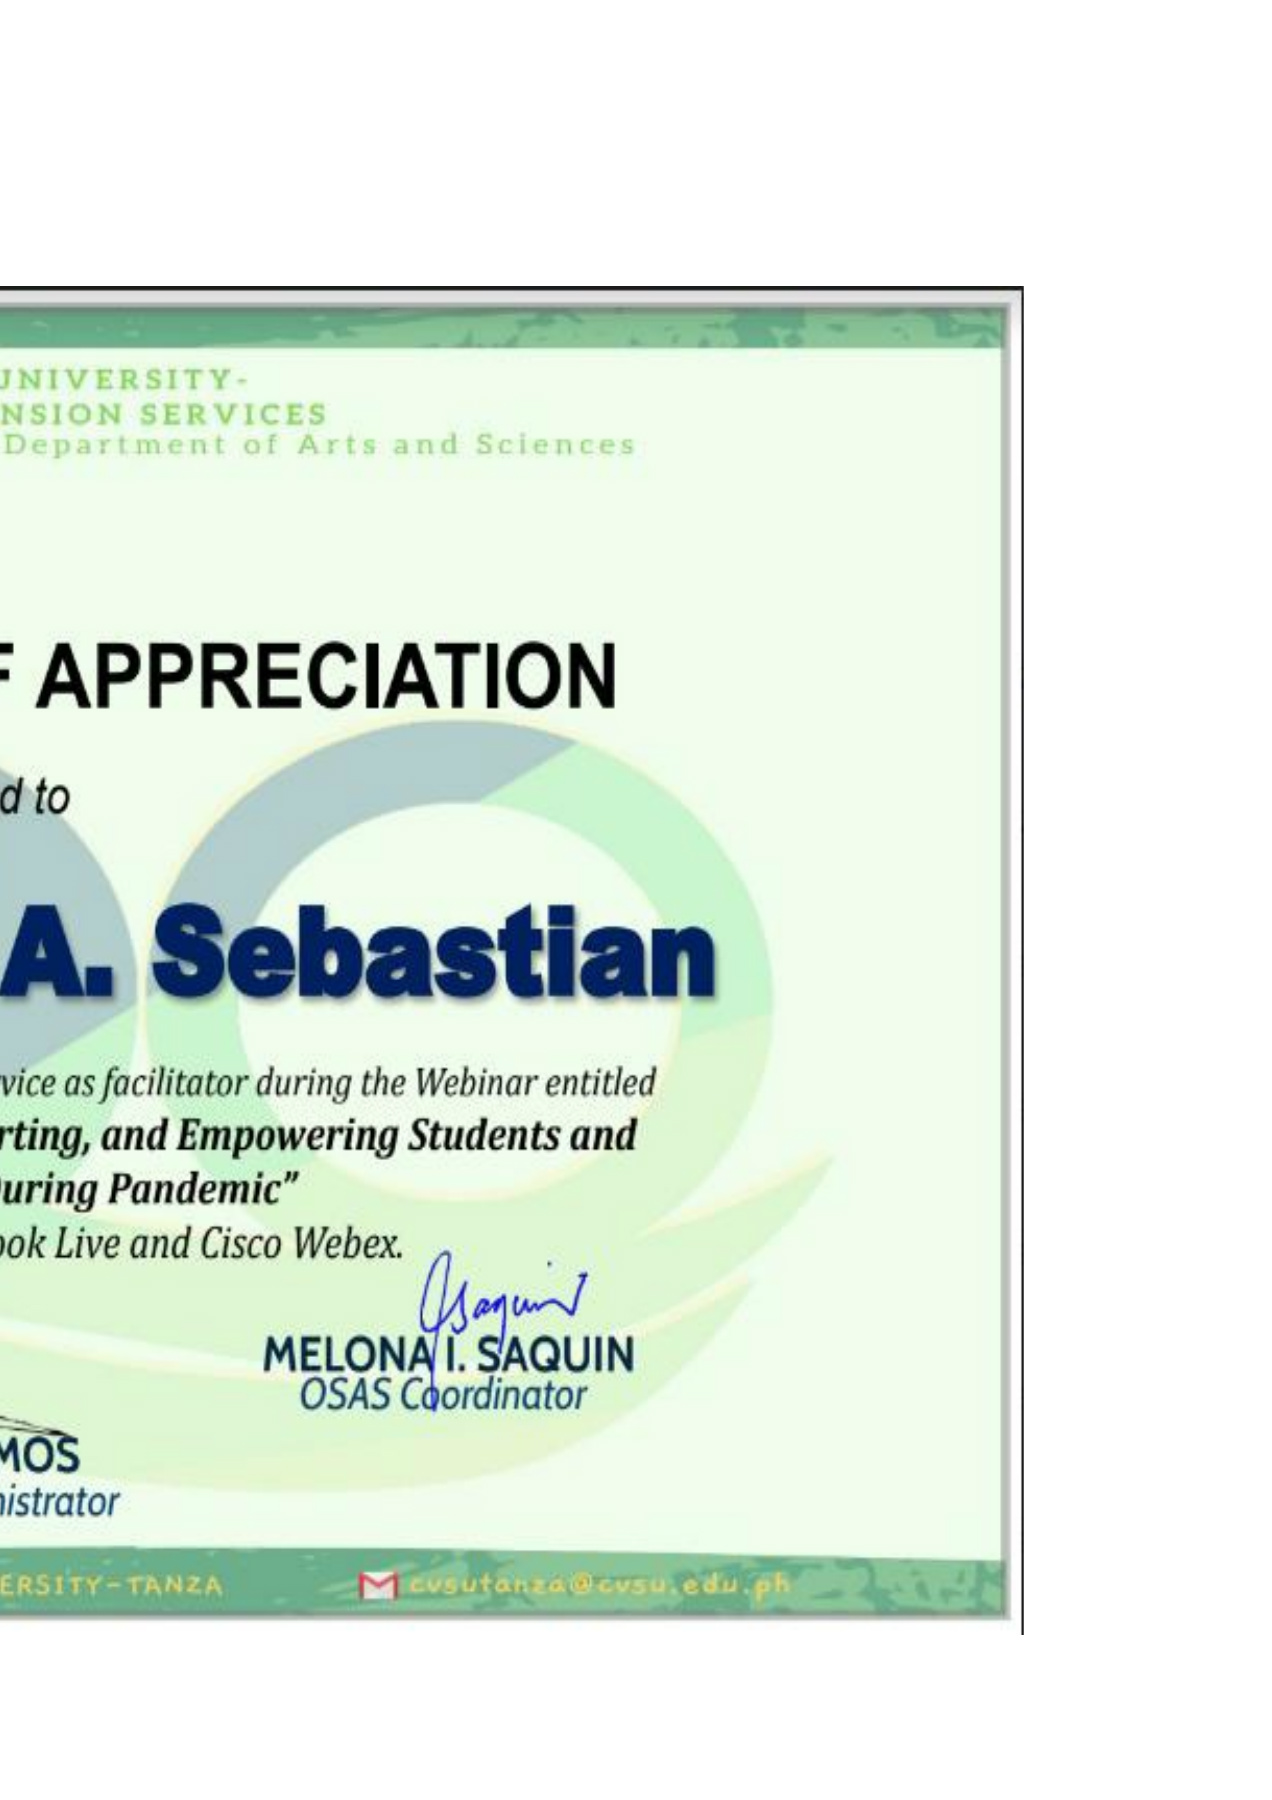 UNIVERSITY-
NSION SERVICES
Department of Arts and Sciences
F APPRECIATION
d to
A. Sebastian
vice as facilitator during the Webinar entitled
rting, and Empowering Students and
During Pandemic”
ook Live and Cisco Webex.
MELONA I. SAQUIN
OSAS Coordinator
MOS
nistrator
ERSITY-TANZA
cvsutanza@cvsu.edu.ph